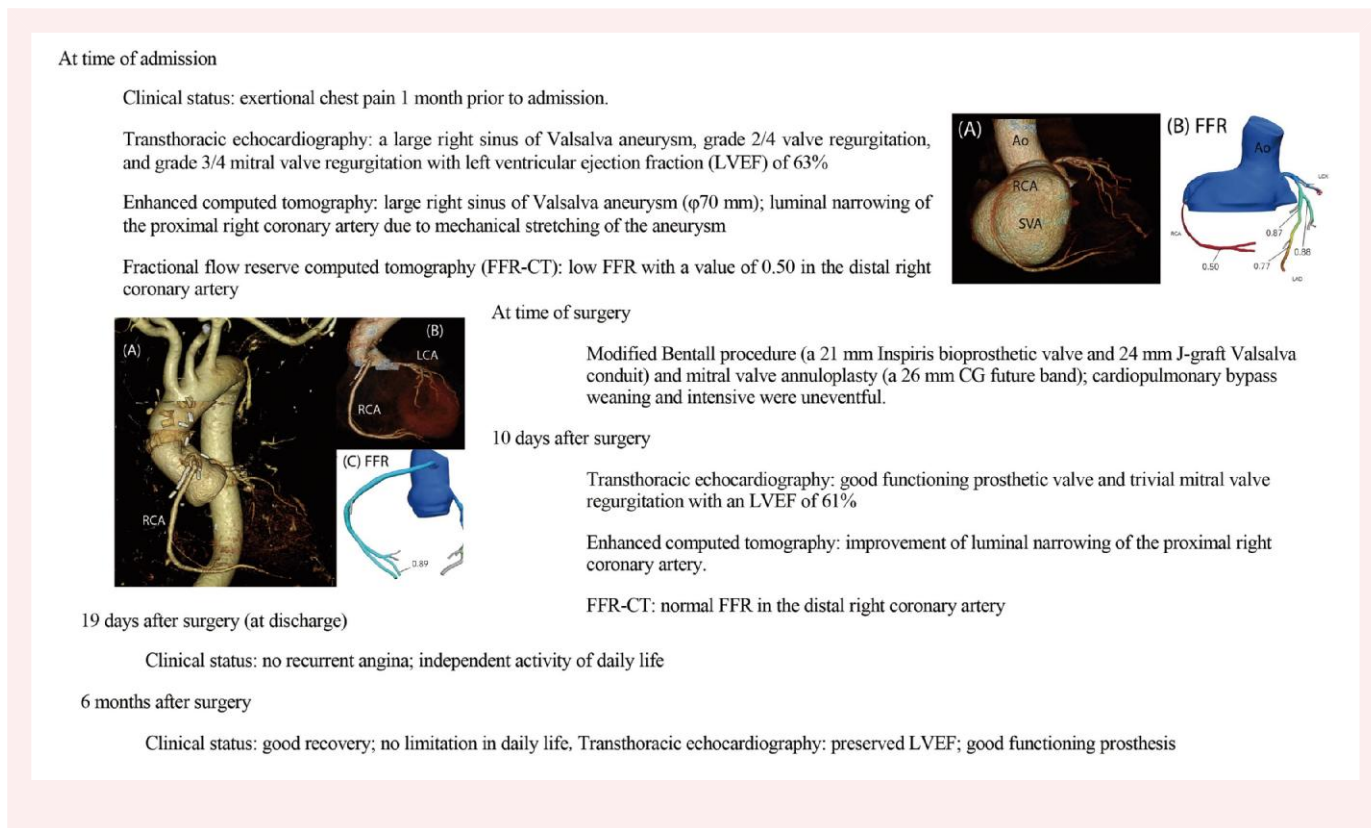 At time of admission
Clinical status: exertional chest pain 1 month prior to admission.
Transthoracic echocardiography: a large right sinus of Valsalva aneurysm, grade 2/4 valve regurgitation,
and grade 3/4 mitral valve regurgitation with left ventricular ejection fraction (LVEF) of 63%
Enhanced computed tomography: large right sinus of Valsalva aneurysm (φ70 mm); luminal narrowing of
the proximal right coronary artery due to mechanical stretching of the aneurysm
Fractional flow reserve computed tomography (FFR-CT): low FFR with a value of 0.50 in the distal right
coronary artery
(A)
Ao
RCA
SVA
(B) FFR
Ao
LCX
RCA
0.87
0.88
0.50
0.77
LAD
At time of surgery
Modified Bentall procedure (a 21 mm Inspiris bioprosthetic valve and 24 mm J-graft Valsalva
conduit) and mitral valve annuloplasty (a 26 mm CG future band); cardiopulmonary bypass
weaning and intensive were uneventful.
10 days after surgery
Transthoracic echocardiography: good functioning prosthetic valve and trivial mitral valve
regurgitation with an LVEF of 61%
Enhanced computed tomography: improvement of luminal narrowing of the proximal right
coronary artery.
FFR-CT: normal FFR in the distal right coronary artery
(A)
RCA
(B)
LCA
RCA
(C) FFR
0.89
19 days after surgery (at discharge)
Clinical status: no recurrent angina; independent activity of daily life
6 months after surgery
Clinical status: good recovery; no limitation in daily life, Transthoracic echocardiography: preserved LVEF; good functioning prosthesis